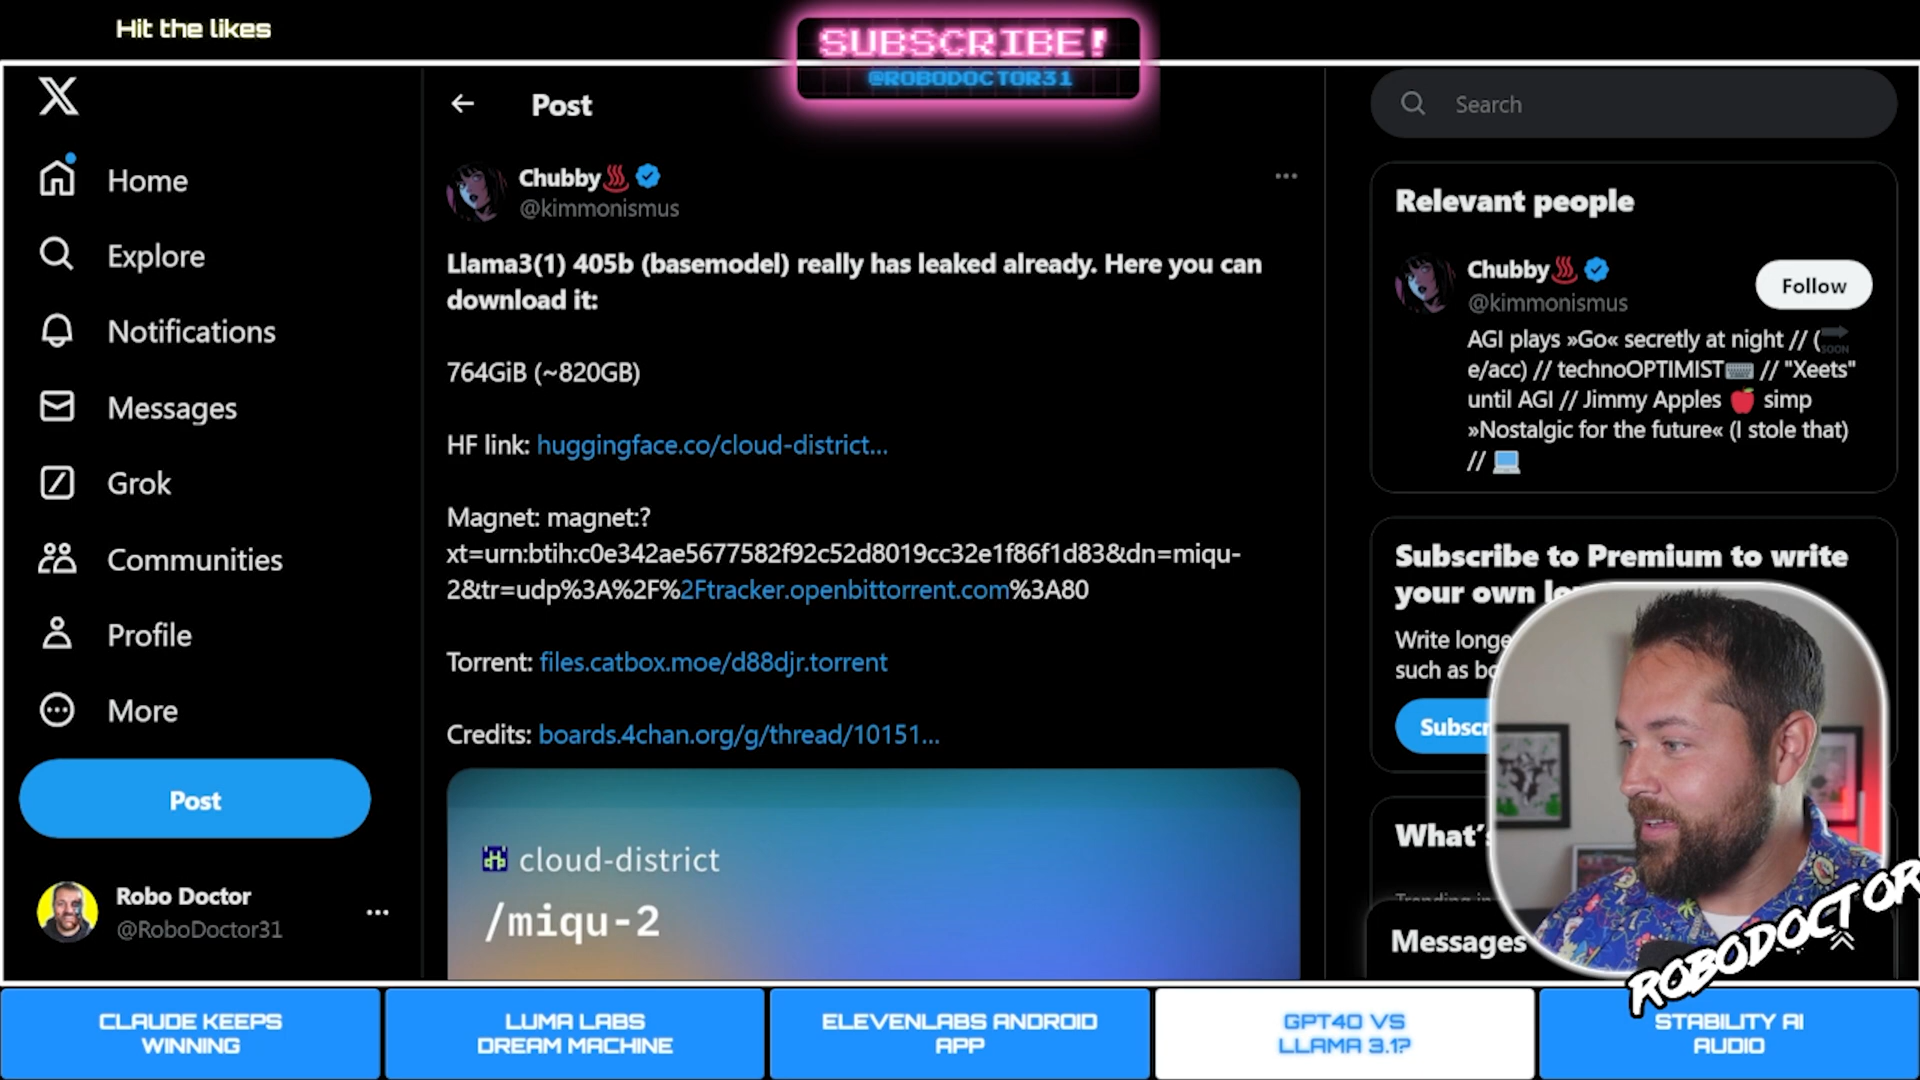 Hit the likes
SUBSCRIBE!
@ROBODOCTOR31
Home
Explore
Notifications
Messages
Grok
Communities
Profile
More
Post
Robo Doctor
@RoboDoctor31
Post
Chubby♨️
@kimmonismus
Llama3(1) 405b (basemodel) really has leaked already. Here you can
download it:
764GiB (~820GB)
HF link: huggingface.co/cloud-district...
Magnet: magnet:?
xt=urn:btih:c0e342ae5677582f92c52d8019cc32e1f86f1d83&dn=miqu-
2&tr=udp%3A%2F%2Ftracker.openbittorrent.com%3A80
Torrent: files.catbox.moe/d88djr.torrent
Credits: boards.4chan.org/g/thread/10151...
cloud-district
/miqu-2
Search
Relevant people
Chubby♨️
@kimmonismus
Follow
AGI plays »Go« secretly at night // (🔜
e/acc) // technoOPTIMIST⌨️ // "Xeets"
until AGI // Jimmy Apples 🍎 simp
»Nostalgic for the future« (I stole that)
// 💻
Subscribe to Premium to write
your own lo
Write longe
such as bo
Subscr
What's
Messages
ROBODOCTOR
CLAUDE KEEPS
WINNING
LUMA LABS
DREAM MACHINE
ELEVENLABS ANDROID
APP
GPT4O VS
LLAMA 3.1?
STABILITY AI
AUDIO